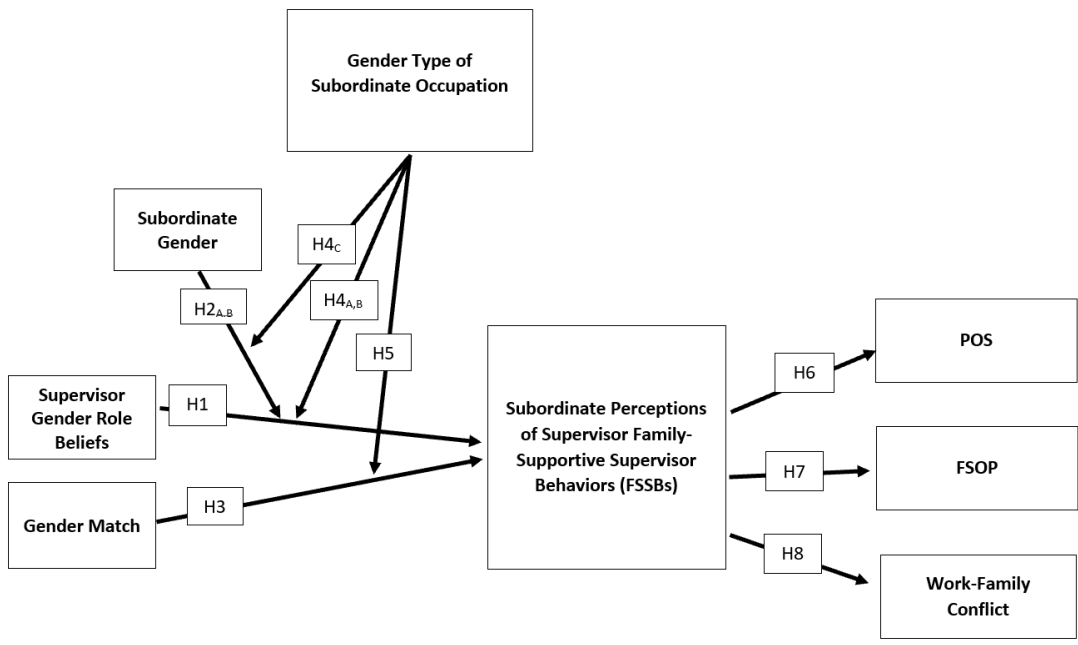 Gender Type of
Subordinate Occupation
Subordinate
Gender
H4C
H2A.B
H4A,B
H5
Supervisor
Gender Role
Beliefs
H1
Gender Match
H3
Subordinate Perceptions
of Supervisor Family-
Supportive Supervisor
Behaviors (FSSBs)
H6
POS
H7
FSOP
H8
Work-Family
Conflict